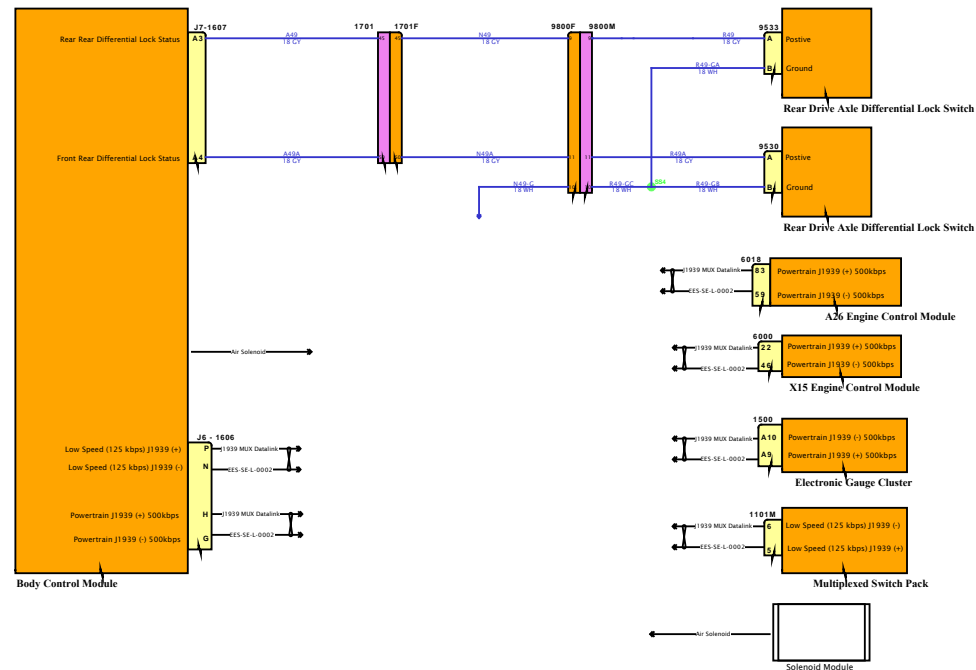 J7-1607
1701
1701F
9800F
9800M
9533
Rear Rear Differential Lock Status
A3
A49
18 GY
45
45
N49
18 GY
R49
18 GY
A
Postive
R49-GA
18 WH
B
Ground
Rear Drive Axle Differential Lock Switch
9530
Front Rear Differential Lock Status
A4
A49A
18 GY
N49A
18 GY
R49A
18 GY
A
Postive
N49-G
18 WH
R49-GC
18 WH
R49-GB
18 WH
B
Ground
Rear Drive Axle Differential Lock Switch
6018
J1939 MUX Datalink
83
Powertrain J1939 (+) 500kbps
EES-SE-L-0002
59
Powertrain J1939 (-) 500kbps
A26 Engine Control Module
6000
J1939 MUX Datalink
22
Powertrain J1939 (+) 500kbps
Air Solenoid
EES-SE-L-0002
46
Powertrain J1939 (-) 500kbps
X15 Engine Control Module
1500
J1939 MUX Datalink
A10
Powertrain J1939 (-) 500kbps
EES-SE-L-0002
A9
Powertrain J1939 (+) 500kbps
Electronic Gauge Cluster
J6 - 1606
Low Speed (125 kbps) J1939 (+)
P
J1939 MUX Datalink
Low Speed (125 kbps) J1939 (-)
N
EES-SE-L-0002
Powertrain J1939 (+) 500kbps
H
J1939 MUX Datalink
Powertrain J1939 (-) 500kbps
G
EES-SE-L-0002
Body Control Module
1101M
J1939 MUX Datalink
6
Low Speed (125 kbps) J1939 (-)
EES-SE-L-0002
5
Low Speed (125 kbps) J1939 (+)
Multiplexed Switch Pack
Air Solenoid
Solenoid Module